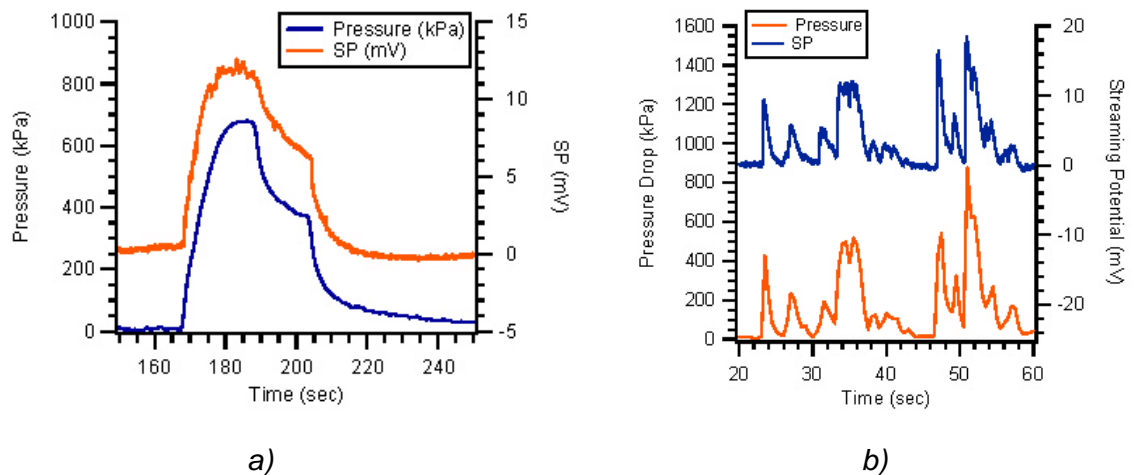 Pressure (kPa)
SP (mV)
1000
800
600
400
200
0
Pressure (kPa)
15
10
5
0
-5
SP (mV)
160 180 200 220 240
Time (sec)
a)
Pressure
SP
1600
1400
1200
1000
800
600
400
200
0
Pressure Drop (kPa)
20
10
0
-10
-20
Streaming Potential (mV)
20 30 40 50 60
Time (sec)
b)